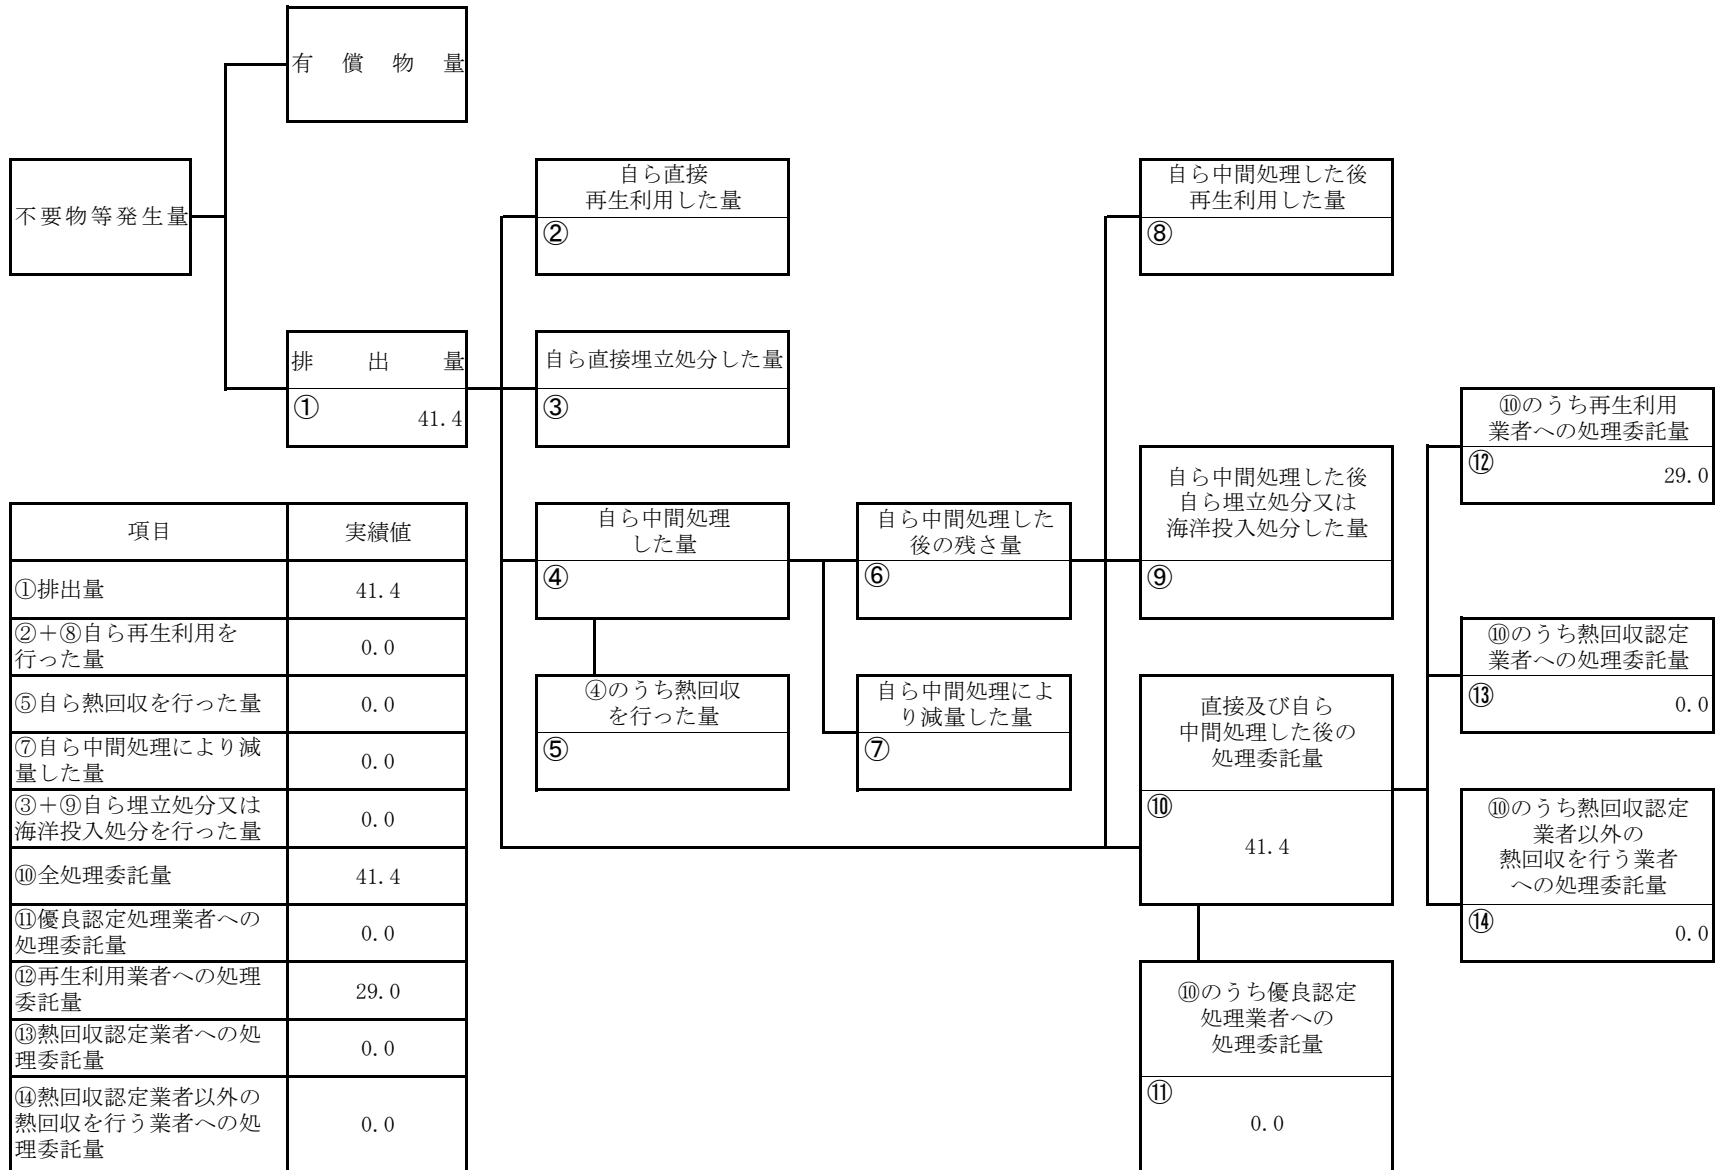 有償物量
不要物等発生量
自ら直接
再生利用した量
②
自ら中間処理した後
再生利用した量
⑧
排出量
①
41.4
自ら直接埋立処分した量
③
⑩のうち再生利用
業者への処理委託量
⑫
29.0
自ら中間処理した後
自ら埋立処分又は
海洋投入処分した量
⑨
自ら中間処理
した量
④
自ら中間処理した
後の残さ量
⑥
⑩のうち熱回収認定
業者への処理委託量
⑬
0.0
④のうち熱回収
を行った量
⑤
自ら中間処理によ
り減量した量
⑦
直接及び自ら
中間処理した後の
処理委託量
⑩
41.4
⑩のうち熱回収認定
業者以外の
熱回収を行う業者
への処理委託量
⑭
0.0
⑩のうち優良認定
処理業者への
処理委託量
⑪
0.0
項目 実績値
①排出量 41.4
②＋⑧自ら再生利用を
行った量 0.0
⑤自ら熱回収を行った量 0.0
⑦自ら中間処理により減
量した量 0.0
③＋⑨自ら埋立処分又は
海洋投入処分を行った量 0.0
⑩全処理委託量 41.4
⑪優良認定処理業者への
処理委託量 0.0
⑫再生利用業者への処理
委託量 29.0
⑬熱回収認定業者への処
理委託量 0.0
⑭熱回収認定業者以外の
熱回収を行う業者への処 0.0
理委託量